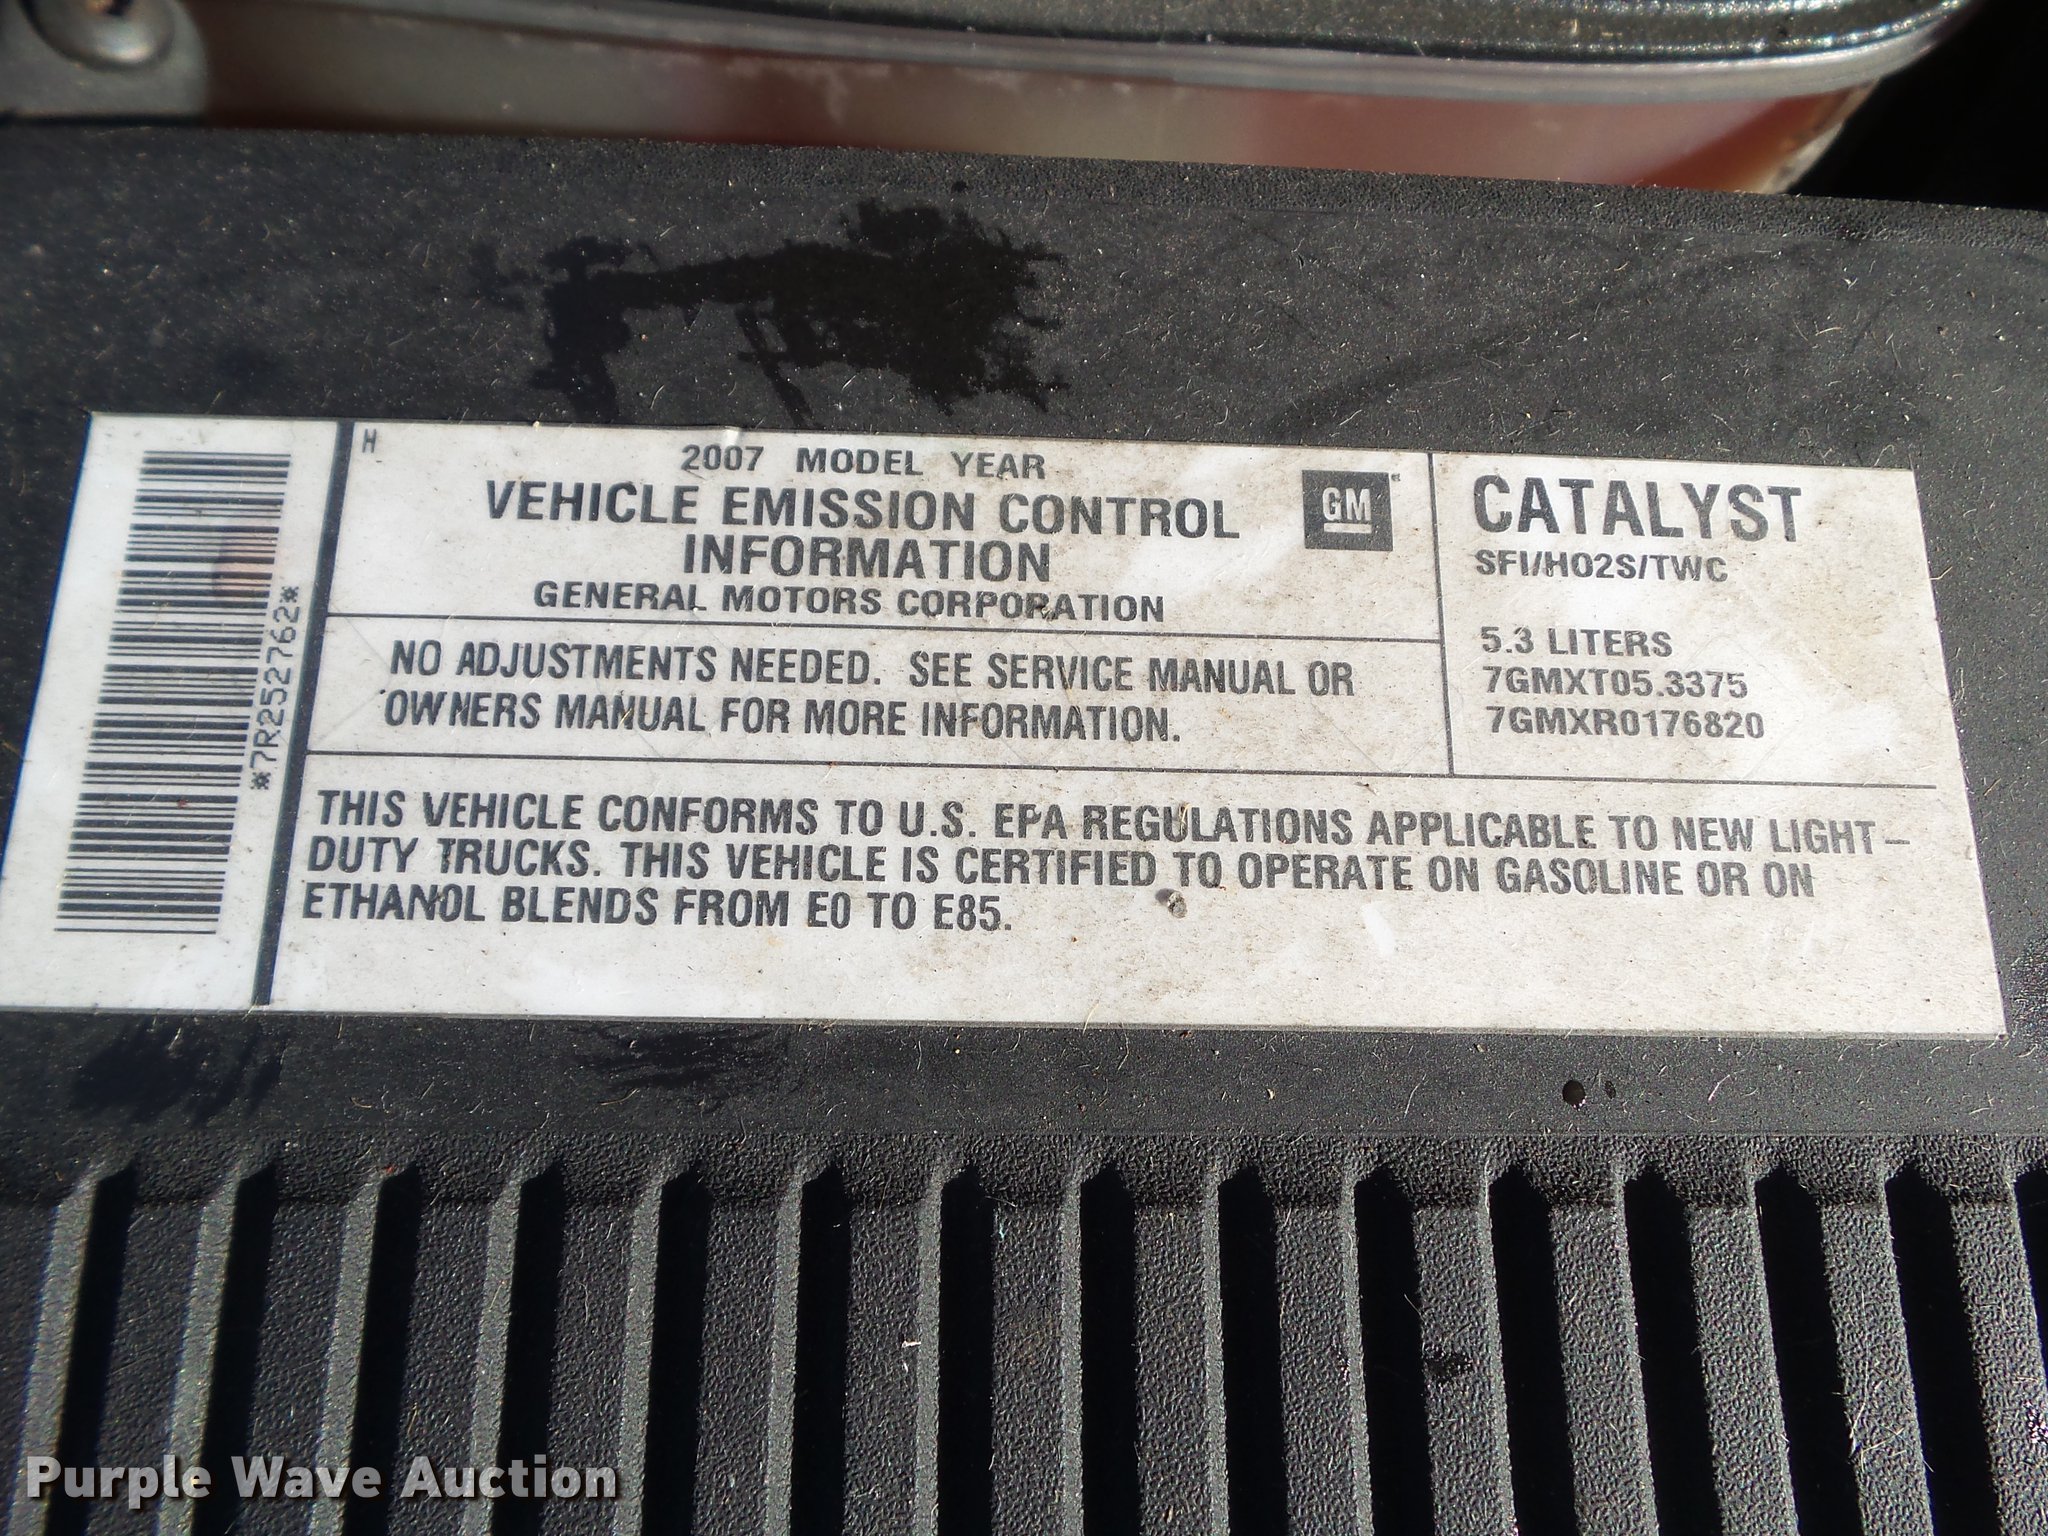 *7R252762*
H
2007 MODEL YEAR
VEHICLE EMISSION CONTROL
INFORMATION
GENERAL MOTORS CORPORATION
GM
NO ADJUSTMENTS NEEDED. SEE SERVICE MANUAL OR
OWNERS MANUAL FOR MORE INFORMATION.
CATALYST
SFI/HO2S/TWC
5.3 LITERS
7GMXT05.3375
7GMXR0176820
THIS VEHICLE CONFORMS TO U.S. EPA REGULATIONS APPLICABLE TO NEW LIGHT-
DUTY TRUCKS. THIS VEHICLE IS CERTIFIED TO OPERATE ON GASOLINE OR ON
ETHANOL BLENDS FROM E0 TO E85.
Purple Wave Auction